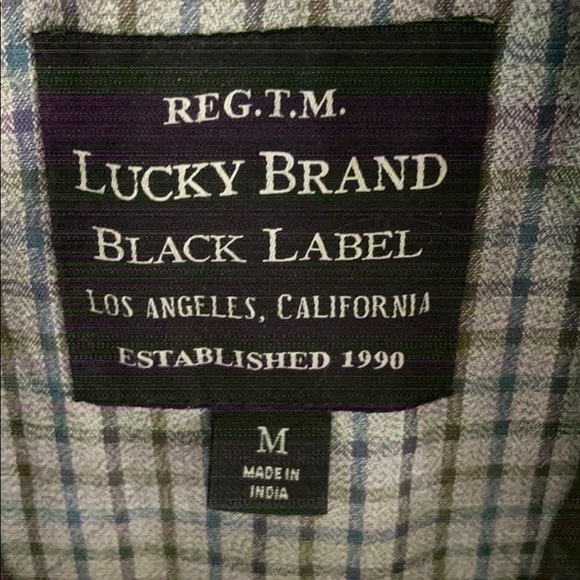 REG.T.M.
LUCKY BRAND
BLACK LABEL
LOS ANGELES, CALIFORNIA
ESTABLISHED 1990
M
MADE IN
INDIA